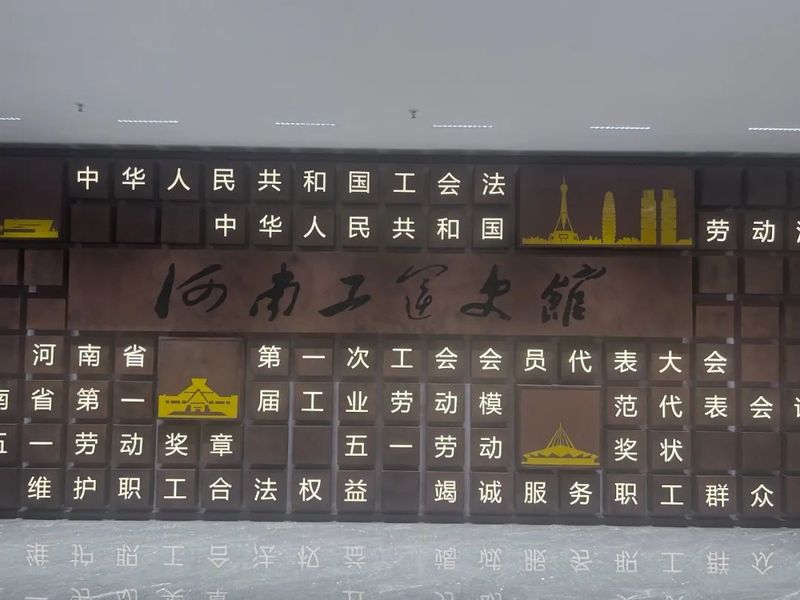 中华人民共和国工会法
中华人民共和国 劳动
河南工运史馆
河南省 第一次工会会员代表大会
南省第一 届工业劳动模 范代表会
五一劳动奖章 五一劳动 奖状
维护职工合法权益 竭诚服务职工群众